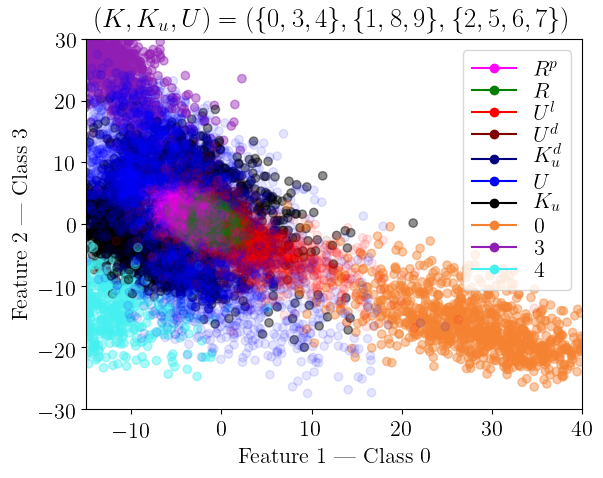 (K, K_u, U) = ({0, 3, 4}, {1, 8, 9}, {2, 5, 6, 7})
30
20
10
0
−10
−20
−30
Feature 2 — Class 3
R^p
R
U^l
U^d
K_u^d
U
K_u
0
3
4
−10
0
10
20
30
40
Feature 1 — Class 0